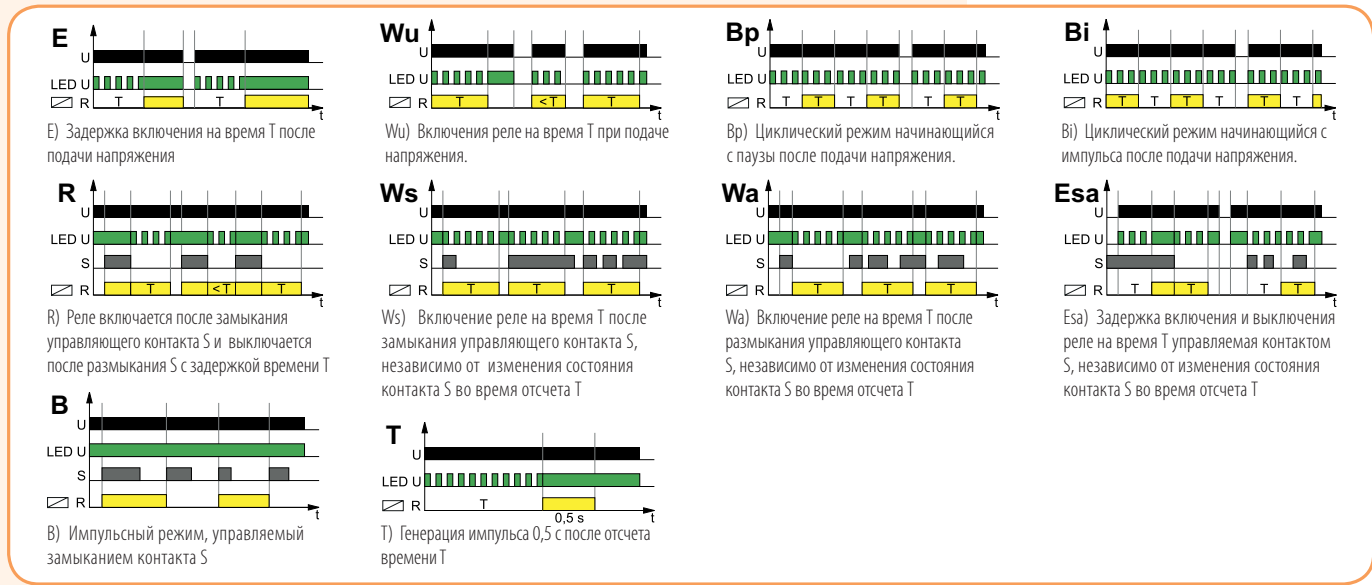 E
U
LED U
R T T t
E) Задержка включения на время T после
подачи напряжения
Wu
U
LED U
R T <T T t
Wu) Включения реле на время T при подаче
напряжения.
Bp
U
LED U
R T T T T T T t
Bp) Циклический режим начинающийся
с паузы после подачи напряжения.
Bi
U
LED U
R T T T T T T t
Bi) Циклический режим начинающийся с
импульса после подачи напряжения.
R
U
LED U
S
R T <T T t
R) Реле включается после замыкания
управляющего контакта S и выключается
после размыкания S с задержкой времени T
Ws
U
LED U
S
R T T T t
Ws) Включение реле на время T после
замыкания управляющего контакта S,
независимо от изменения состояния
контакта S во время отсчета T
Wa
U
LED U
S
R T T T t
Wa) Включение реле на время T после
размыкания управляющего контакта
S, независимо от изменения состояния
контакта S во время отсчета T
Esa
U
LED U
S
R T T T T t
Esa) Задержка включения и выключения
реле на время T управляемая контактом
S, независимо от изменения состояния
контакта S во время отсчета T
B
U
LED U
S
R t
B) Импульсный режим, управляемый
замыканием контакта S
T
U
LED U
R T t
0,5 s
T) Генерация импульса 0,5 с после отсчета
времени T